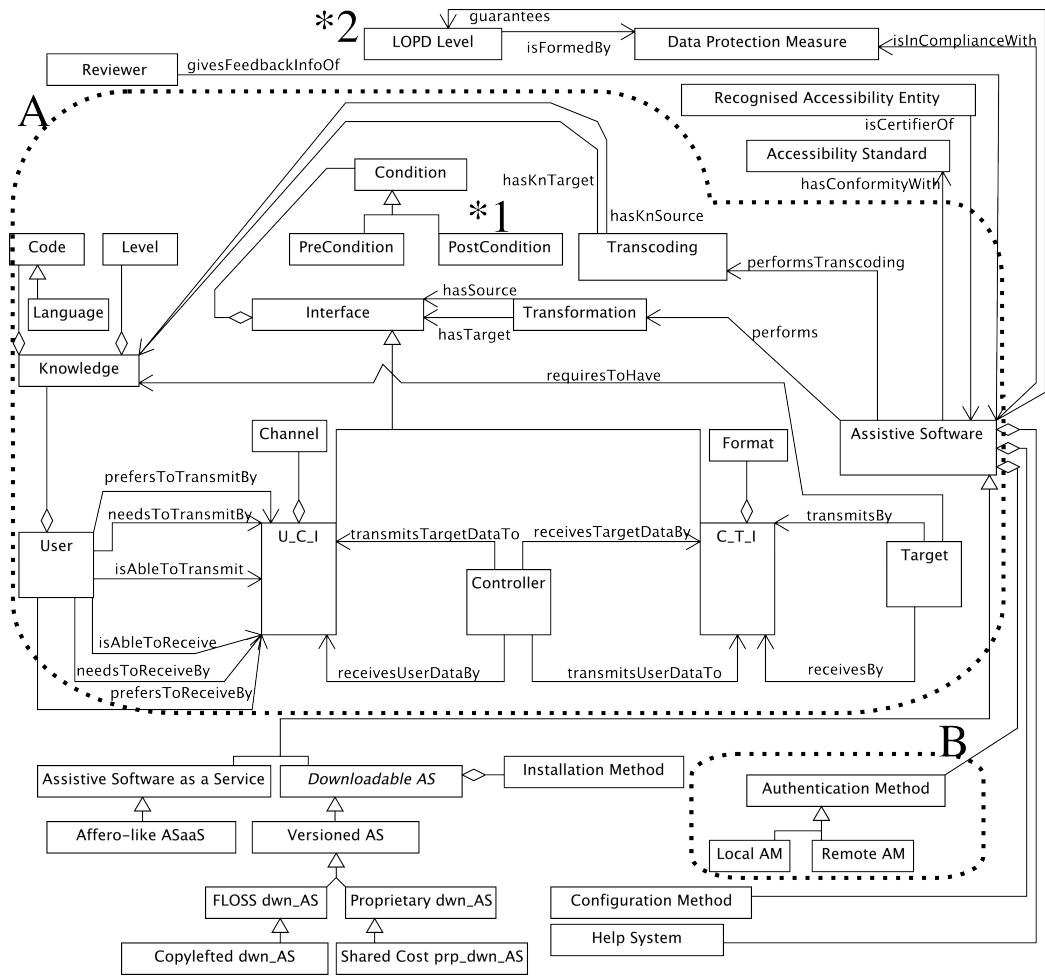 *2
guarantees
LOPD Level
isFormedBy
Data Protection Measure
isInComplianceWith
Reviewer
givesFeedbackInfoOf
A
Recognised Accessibility Entity
isCertifierOf
Accessibility Standard
hasConformityWith
Condition
hasKnTarget
hasKnSource
*1
PreCondition
PostCondition
Transcoding
performsTranscoding
Code
Level
Language
hasSource
Interface
Transformation
hasTarget
performs
Knowledge
requiresToHave
Channel
Format
Assistive Software
prefersToTransmitBy
needsToTransmitBy
User
U_C_I
transmitsTargetDataTo
receivesTargetDataBy
C_T_I
transmitsBy
Target
isAbleToTransmit
Controller
isAbleToReceive
needsToReceiveBy
receivesUserDataBy
transmitsUserDataTo
receivesBy
prefersToReceiveBy
B
Assistive Software as a Service
Downloadable AS
Installation Method
Authentication Method
Affero-like ASaaS
Versioned AS
Local AM
Remote AM
FLOSS dwn_AS
Proprietary dwn_AS
Configuration Method
Help System
Copylefted dwn_AS
Shared Cost prp_dwn_AS